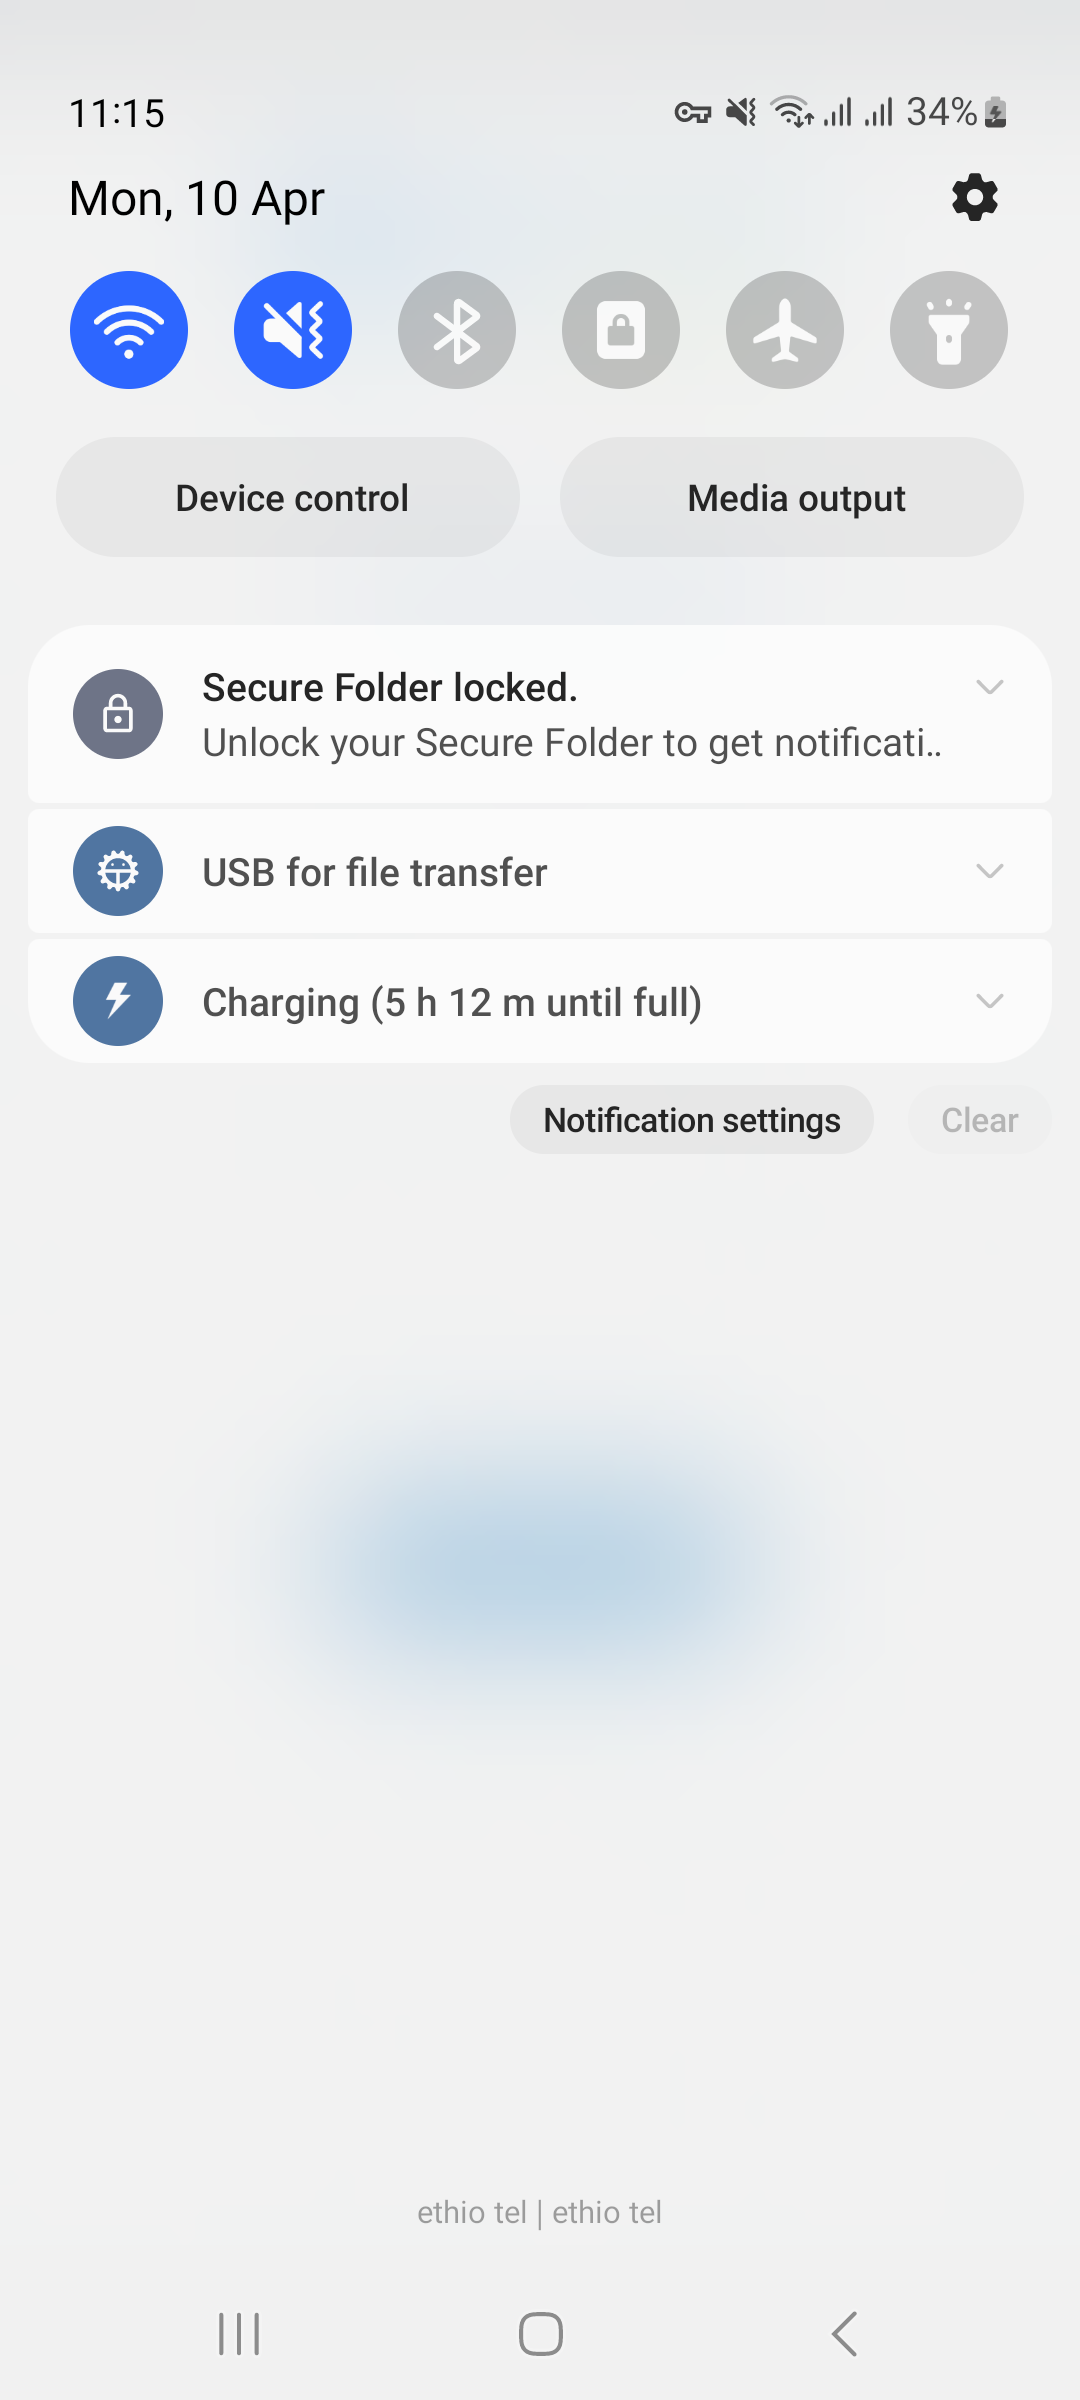 11:15
34%
Mon, 10 Apr
Device control
Media output
Secure Folder locked.
Unlock your Secure Folder to get notificati..
USB for file transfer
Charging (5 h 12 m until full)
Notification settings
Clear
ethio tel | ethio tel